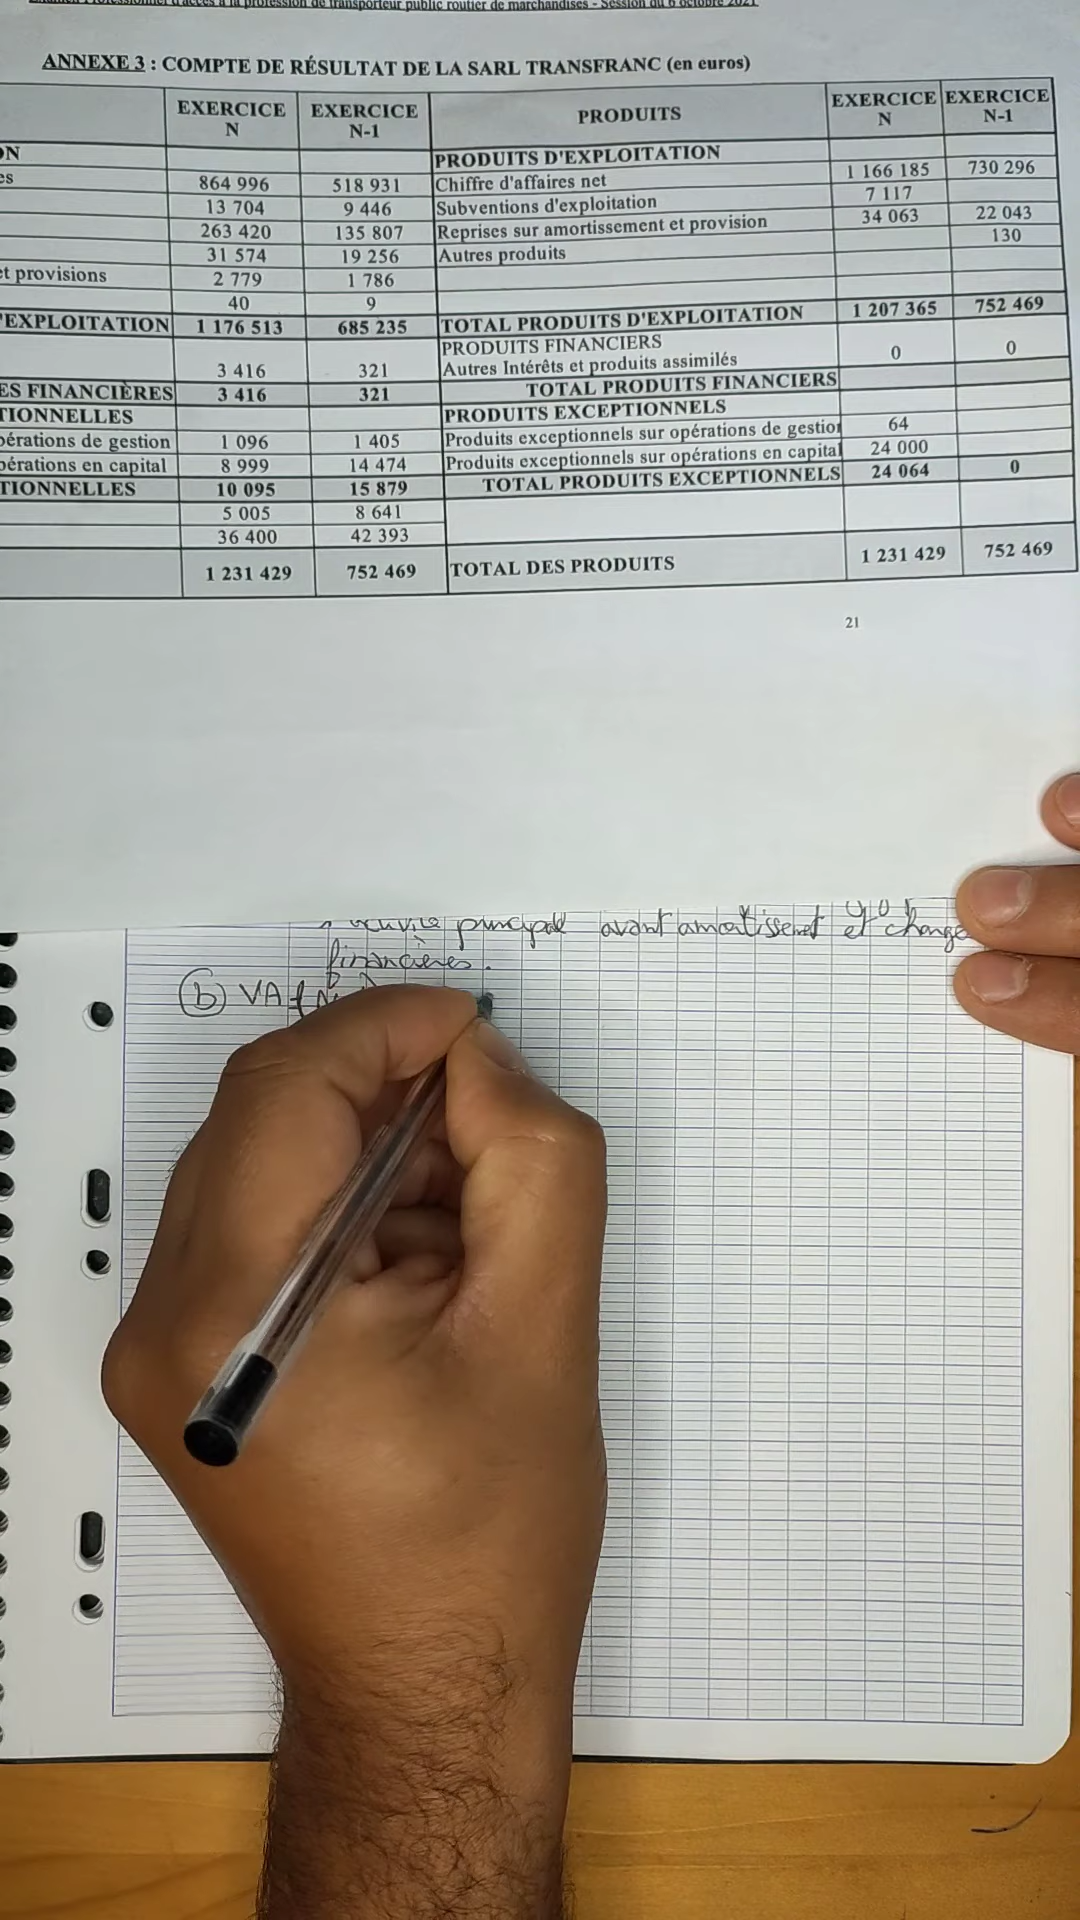 Examen Professionnel d'accès à la profession de transporteur public routier de marchandises - Session du 6 octobre 2021
ANNEXE 3 : COMPTE DE RÉSULTAT DE LA SARL TRANSFRANC (en euros)
EXERCICE N EXERCICE N-1 PRODUITS EXERCICE N EXERCICE N-1
ON PRODUITS D'EXPLOITATION
es 864 996 518 931 Chiffre d'affaires net 1 166 185 730 296
13 704 9 446 Subventions d'exploitation 7 117
263 420 135 807 Reprises sur amortissement et provision 34 063 22 043
31 574 19 256 Autres produits 130
et provisions 2 779 1 786
40 9
'EXPLOITATION 1 176 513 685 235 TOTAL PRODUITS D'EXPLOITATION 1 207 365 752 469
PRODUITS FINANCIERS
3 416 321 Autres Intérêts et produits assimilés 0 0
ES FINANCIÈRES 3 416 321 TOTAL PRODUITS FINANCIERS
TIONNELLES PRODUITS EXCEPTIONNELS
pérations de gestion 1 096 1 405 Produits exceptionnels sur opérations de gestion 64
pérations en capital 8 999 14 474 Produits exceptionnels sur opérations en capital 24 000
TIONNELLES 10 095 15 879 TOTAL PRODUITS EXCEPTIONNELS 24 064 0
5 005 8 641
36 400 42 393
1 231 429 752 469 TOTAL DES PRODUITS 1 231 429 752 469
21
principal avant amortissement et charge
financières.
b VA +